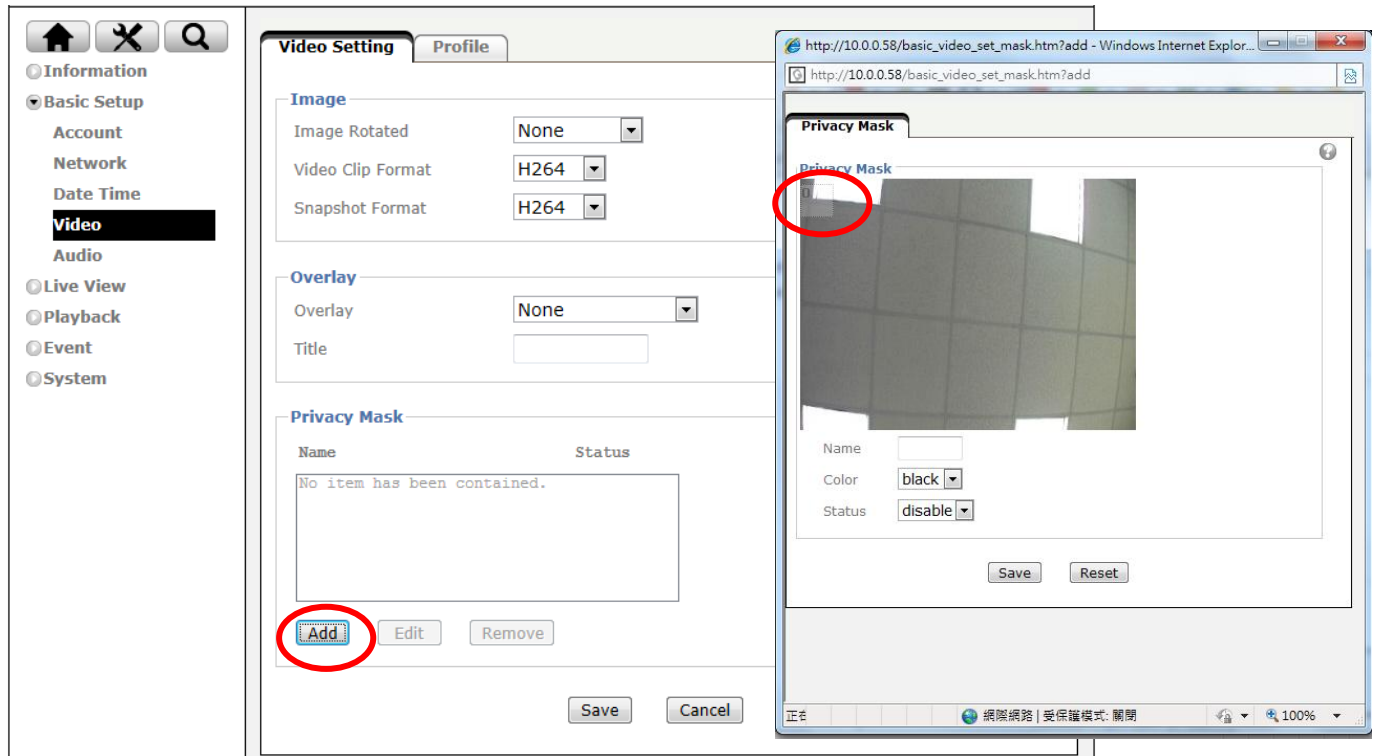 Information
Basic Setup
Account
Network
Date Time
Video
Audio
Live View
Playback
Event
System
Video Setting Profile
Image
Image Rotated None
Video Clip Format H264
Snapshot Format H264
Overlay
Overlay None
Title
Privacy Mask
Name Status
No item has been contained.
Add Edit Remove
Save Cancel
http://10.0.0.58/basic_video_set_mask.htm?add - Windows Internet Explor...
http://10.0.0.58/basic_video_set_mask.htm?add
Privacy Mask
Privacy Mask
0
Name
Color black
Status disable
Save Reset
正在 網際網路 | 受保護模式: 關閉 100%